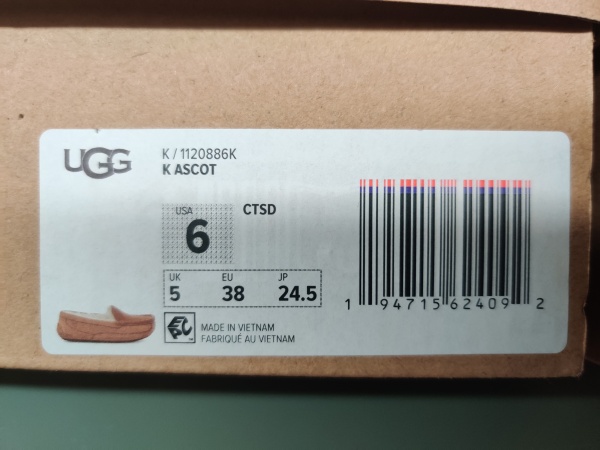 UGG
K / 1120886K
K ASCOT
USA
6
CTSD
UK EU JP
5 38 24.5
MADE IN VIETNAM
FABRIQUÉ AU VIETNAM
1 94715 62409 2